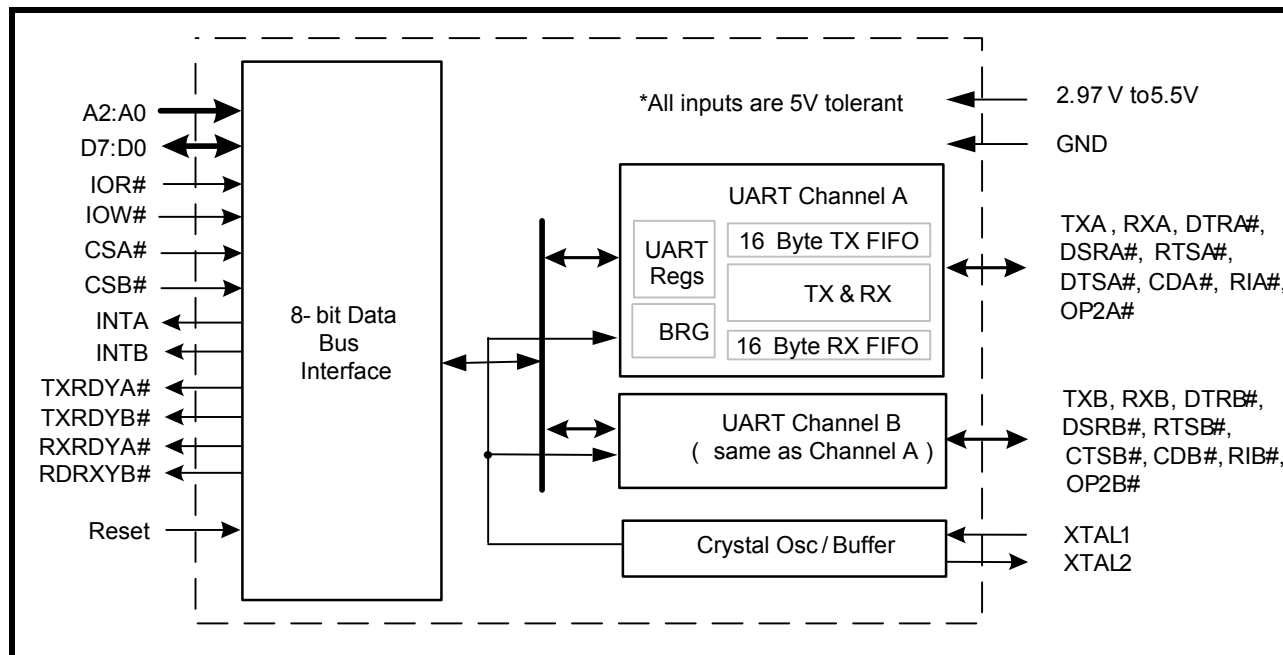 A2:A0
D7:D0
IOR#
IOW#
CSA#
CSB#
INTA
INTB
TXRDYA#
TXRDYB#
RXRDYA#
RDRXYB#
Reset
8- bit Data
Bus
Interface
*All inputs are 5V tolerant
UART Channel A
UART
Regs
BRG
16 Byte TX FIFO
TX & RX
16 Byte RX FIFO
UART Channel B
( same as Channel A )
Crystal Osc / Buffer
2.97 V to5.5V
GND
TXA , RXA, DTRA#,
DSRA#, RTSA#,
DTSA#, CDA#, RIA#,
OP2A#
TXB, RXB, DTRB#,
DSRB#, RTSB#,
CTSB#, CDB#, RIB#,
OP2B#
XTAL1
XTAL2